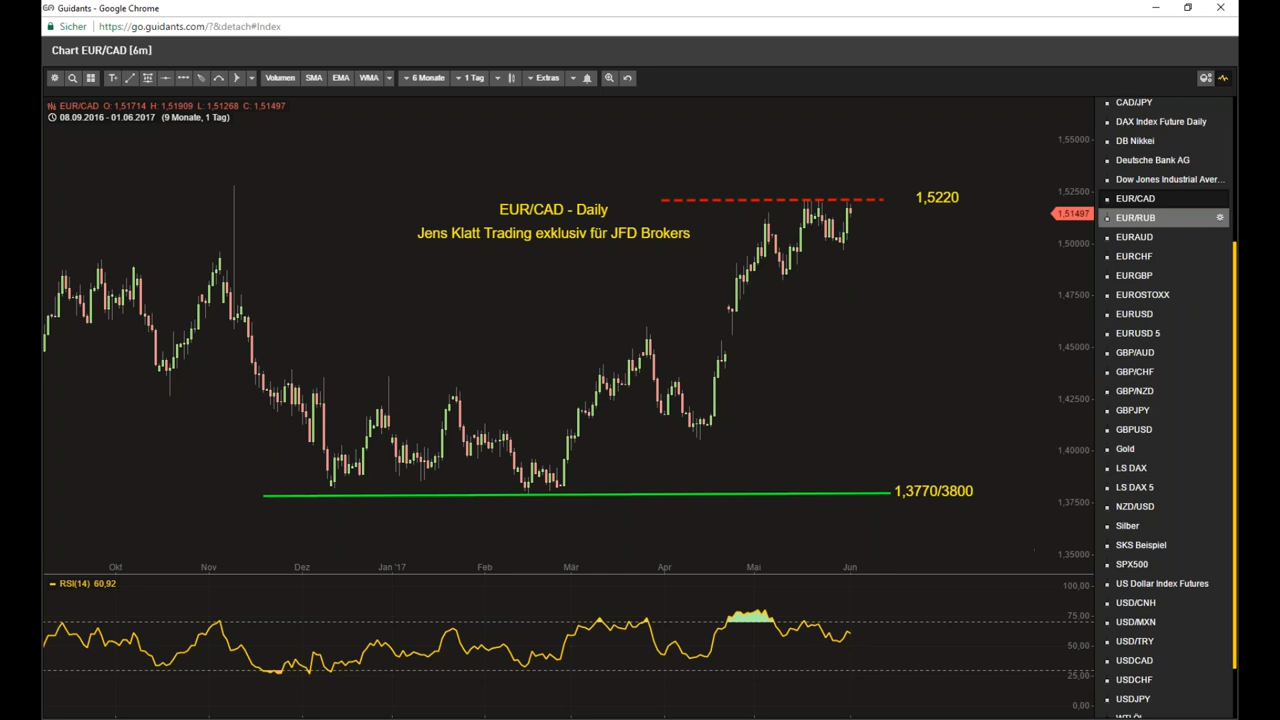 Guidants - Google Chrome
Sicher https://go.guidants.com/?&detach#Index
Chart EUR/CAD [6m]
T+ Volumen SMA EMA WMA 6 Monate 1 Tag Extras
EUR/CAD O: 1,51714 H: 1,51909 L: 1,51268 C: 1,51497
08.09.2016 - 01.06.2017 (9 Monate, 1 Tag)
EUR/CAD - Daily
Jens Klatt Trading exklusiv für JFD Brokers
1,5220
1,3770/3800
1,55000
1,52500
1,51497
1,50000
1,47500
1,45000
1,42500
1,40000
1,37500
1,35000
Okt Nov Dez Jan '17 Feb Mär Apr Mai Jun
RSI(14) 60,92
100,00
75,00
50,00
25,00
0,00
CAD/JPY
DAX Index Future Daily
DB Nikkei
Deutsche Bank AG
Dow Jones Industrial Aver...
EUR/CAD
EUR/RUB
EURAUD
EURCHF
EURGBP
EUROSTOXX
EURUSD
EURUSD 5
GBP/AUD
GBP/CHF
GBP/NZD
GBPJPY
GBPUSD
Gold
LS DAX
LS DAX 5
NZD/USD
Silber
SKS Beispiel
SPX500
US Dollar Index Futures
USD/CNH
USD/MXN
USD/TRY
USDCAD
USDCHF
USDJPY
WTI ÖL